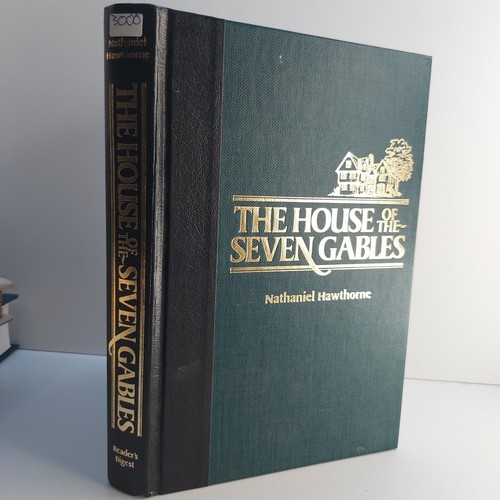 3000
Nathaniel
Hawthorne
THE HOUSE OF THE SEVEN GABLES
Reader's
Digest
THE HOUSE OF THE
SEVEN GABLES
Nathaniel Hawthorne